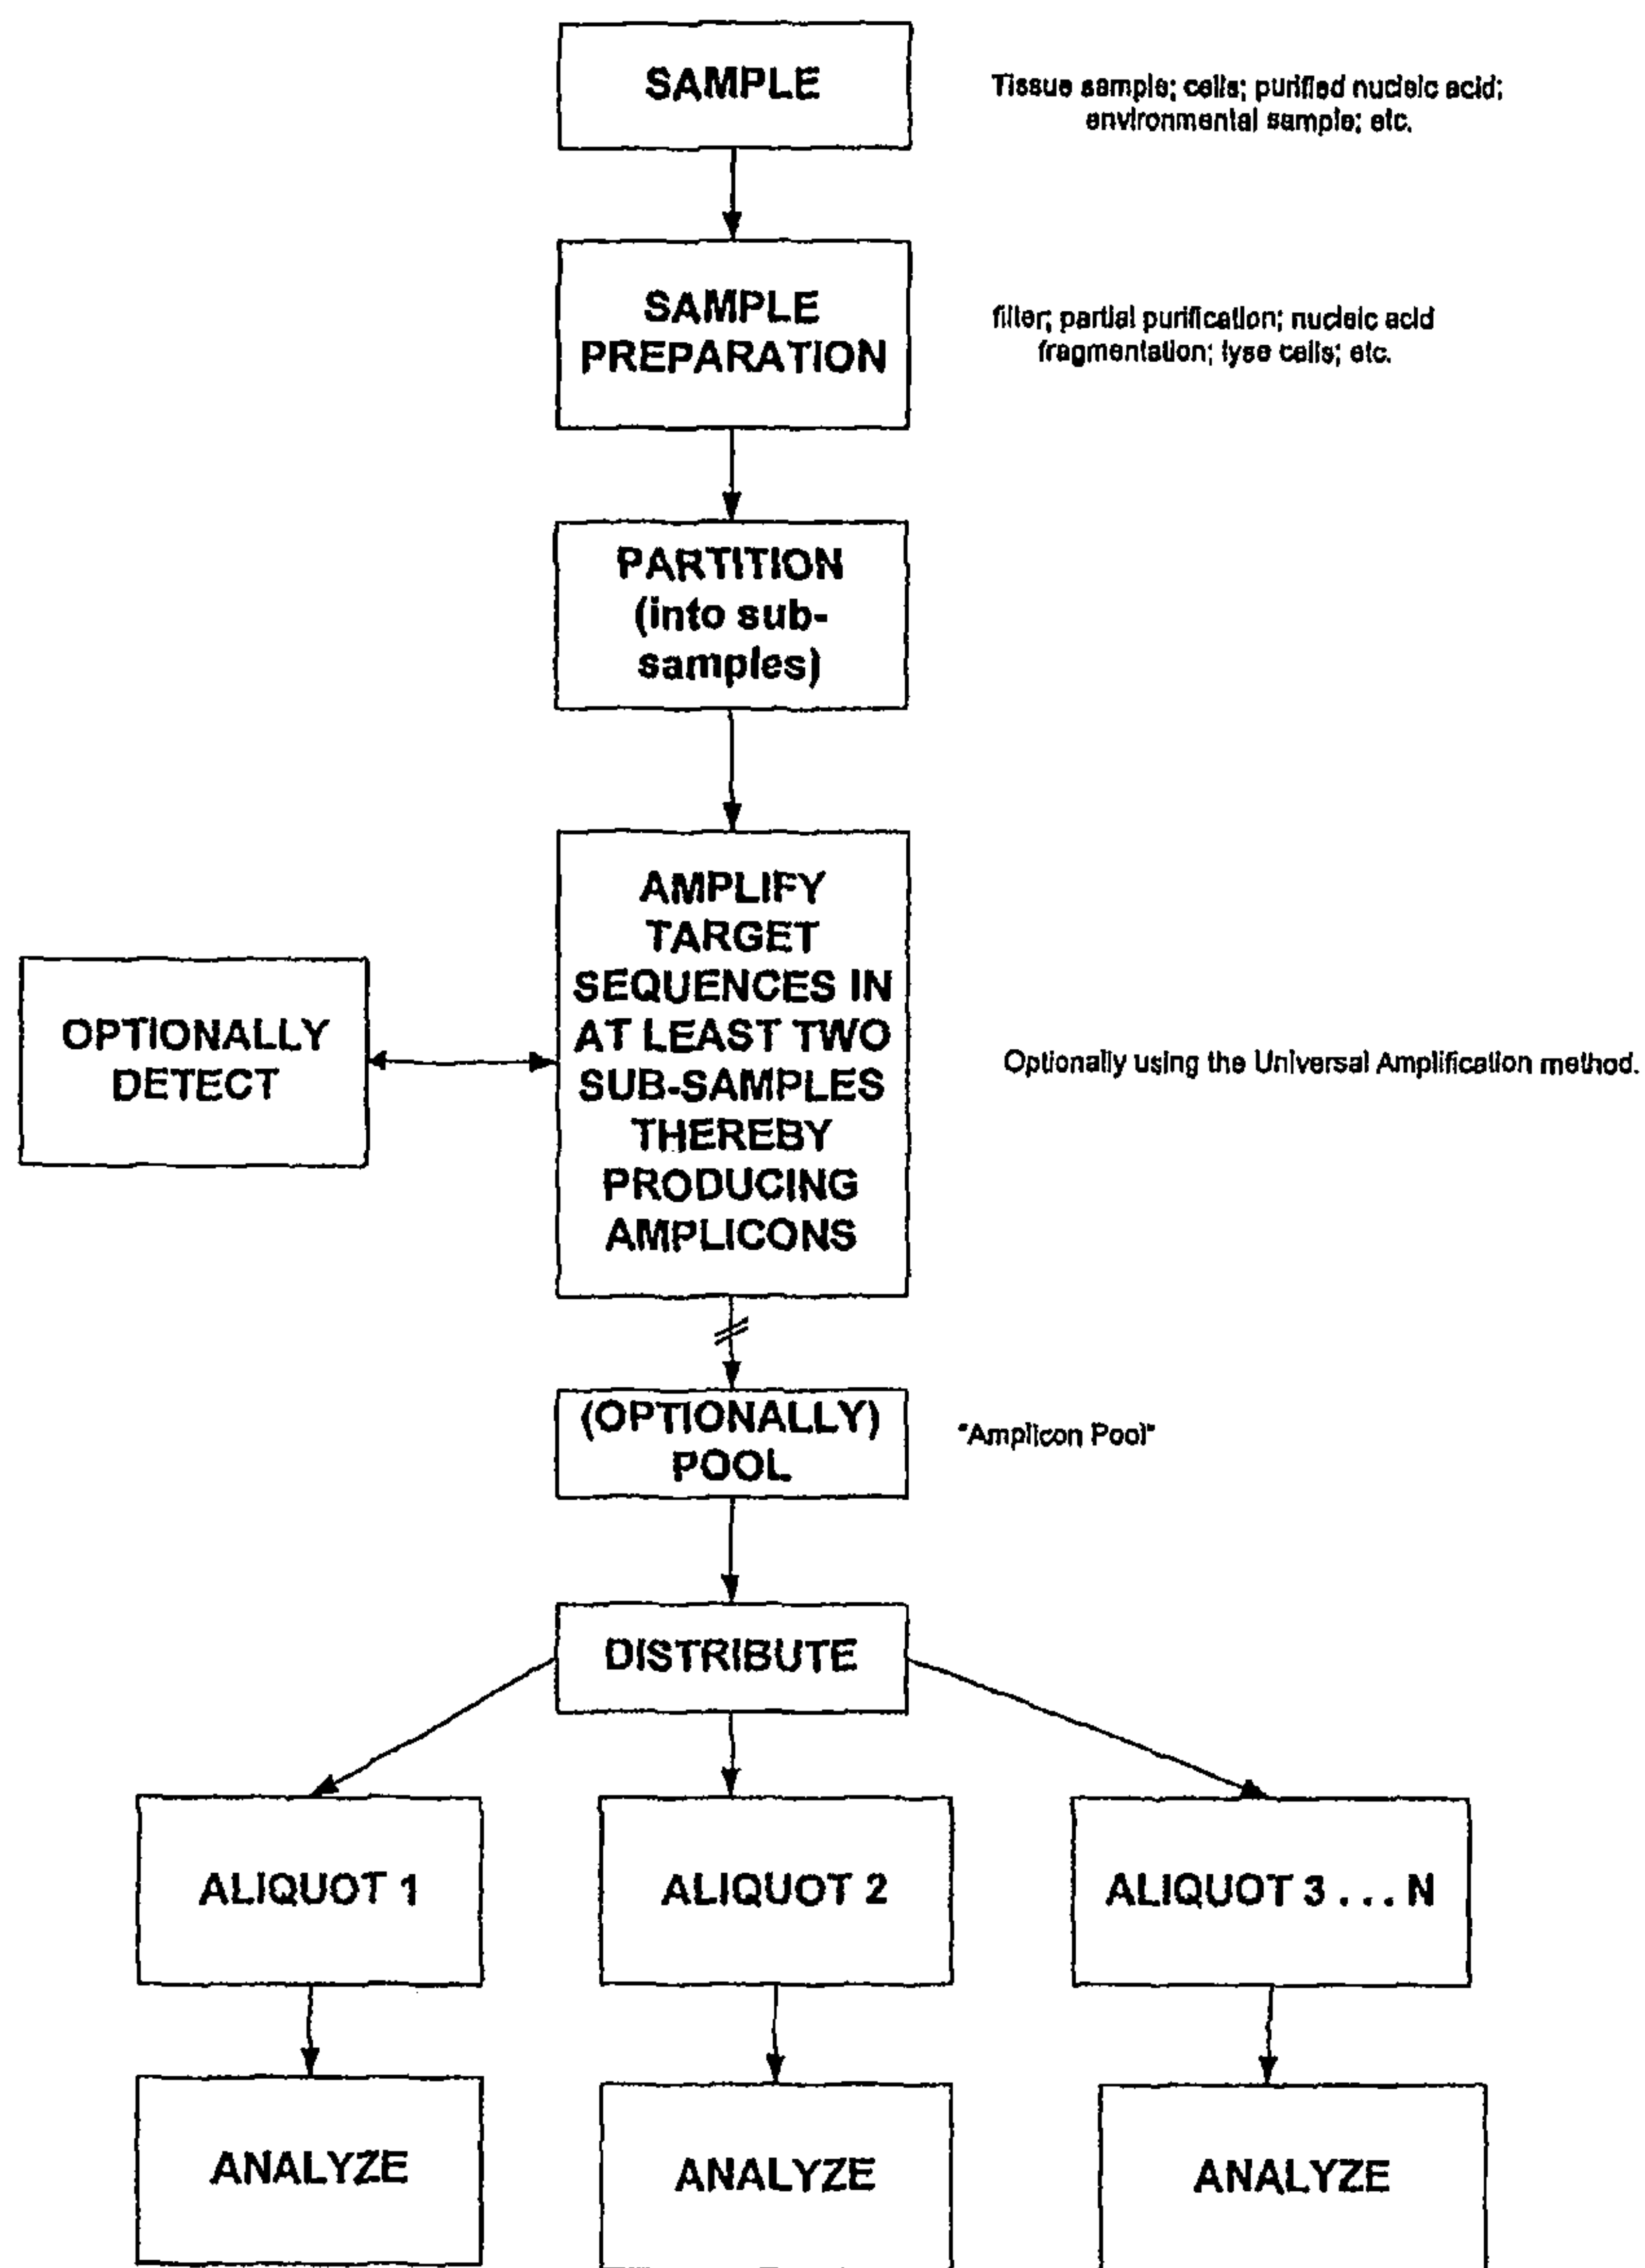 SAMPLE
Tissue sample; cells; purified nucleic acid;
environmental sample; etc.
SAMPLE
PREPARATION
filter; partial purification; nucleic acid
fragmentation; lyse cells; etc.
PARTITION
(into sub-
samples)
AMPLIFY
TARGET
SEQUENCES IN
AT LEAST TWO
SUB-SAMPLES
THEREBY
PRODUCING
AMPLICONS
OPTIONALLY
DETECT
Optionally using the Universal Amplification method.
(OPTIONALLY)
POOL
"Amplicon Pool"
DISTRIBUTE
ALIQUOT 1
ALIQUOT 2
ALIQUOT 3 . . . N
ANALYZE
ANALYZE
ANALYZE